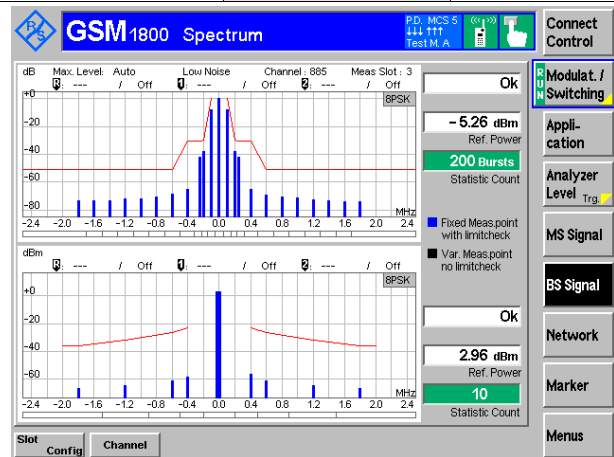 GSM 1800 Spectrum
P.D. MCS 5
↓↓↓ ↑↑↑
Test M. A
Connect
Control
dB Max. Level: Auto Low Noise Channel : 885 Meas Slot : 3
--- / Off 1: --- / Off 2: --- / Off
8PSK
+0
-20
-40
-60
-80
MHz
-2.4 -2.0 -1.6 -1.2 -0.8 -0.4 0.0 0.4 0.8 1.2 1.6 2.0 2.4
Ok
-5.26 dBm
Ref. Power
200 Bursts
Statistic Count
Fixed Meas.point
with limitcheck
Var. Meas.point
no limitcheck
dBm
--- / Off 1: --- / Off 2: --- / Off
8PSK
+0
-20
-40
-60
MHz
-2.4 -2.0 -1.6 -1.2 -0.8 -0.4 0.0 0.4 0.8 1.2 1.6 2.0 2.4
Ok
2.96 dBm
Ref. Power
10
Statistic Count
RUN
Modulat. /
Switching
Appli-
cation
Analyzer
Level Trg.
MS Signal
BS Signal
Network
Marker
Menus
Slot
Config
Channel